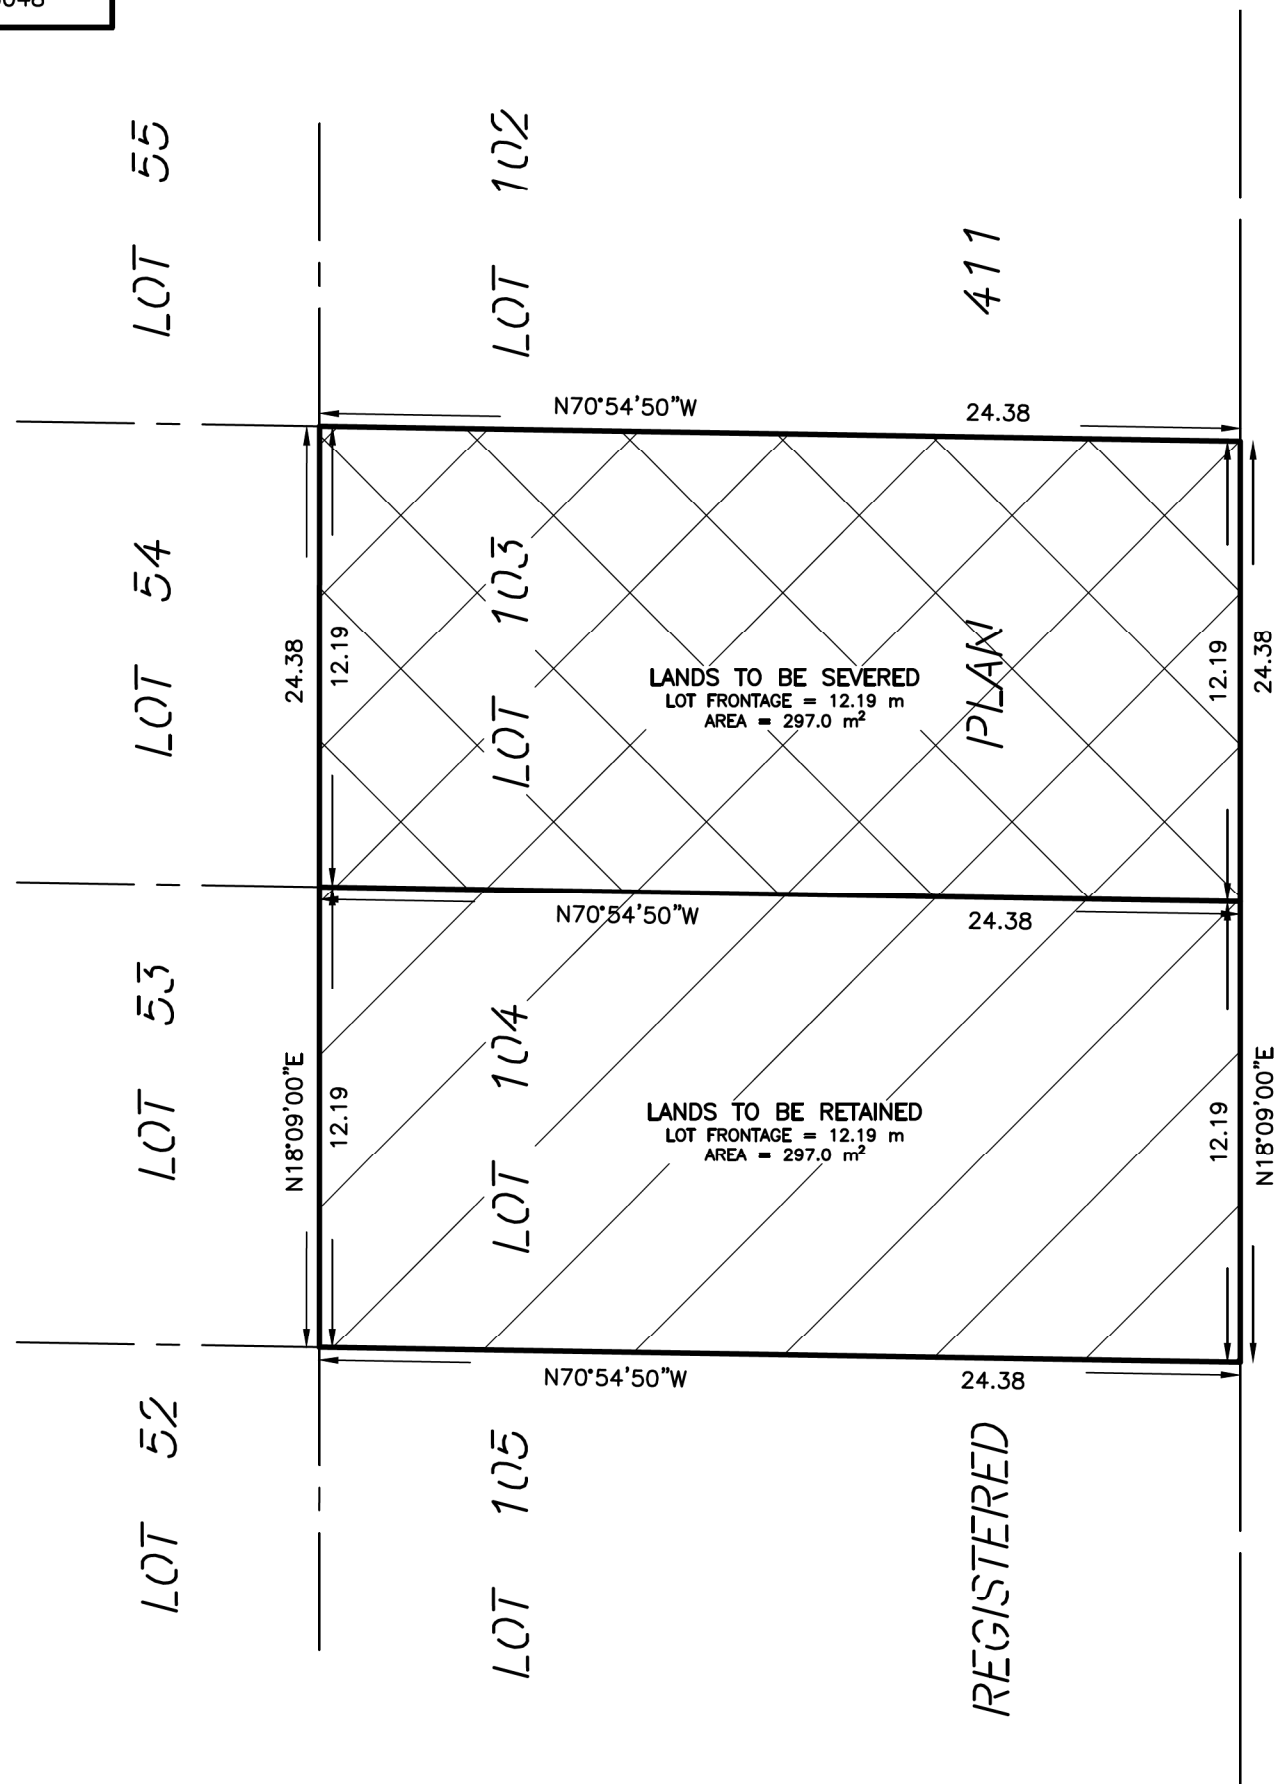 LOT 55
LOT 102
411
N70°54'50"W 24.38
LOT 54
24.38
12.19
LOT 103
LANDS TO BE SEVERED
LOT FRONTAGE = 12.19 m
AREA = 297.0 m²
PLAN
12.19
24.38
N70°54'50"W 24.38
LOT 53
N18°09'00"E
12.19
LOT 104
LANDS TO BE RETAINED
LOT FRONTAGE = 12.19 m
AREA = 297.0 m²
12.19
N18°09'00"E
N70°54'50"W 24.38
LOT 52
LOT 105
REGISTERED